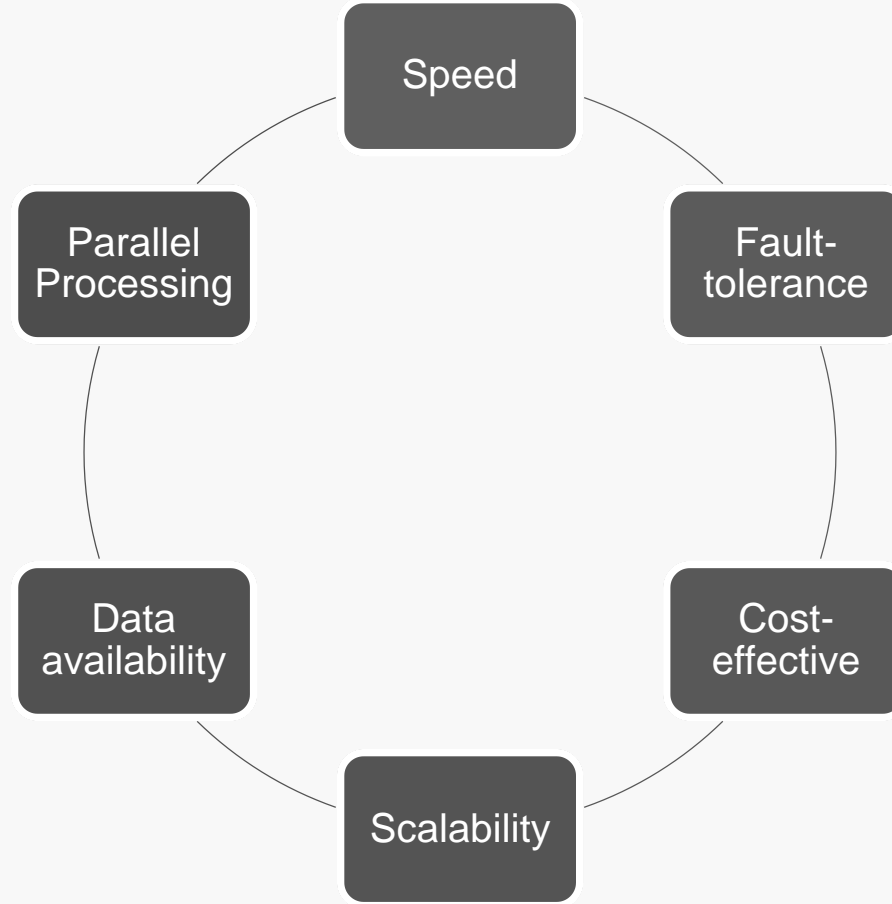 Speed
Fault-
tolerance
Cost-
effective
Scalability
Data
availability
Parallel
Processing